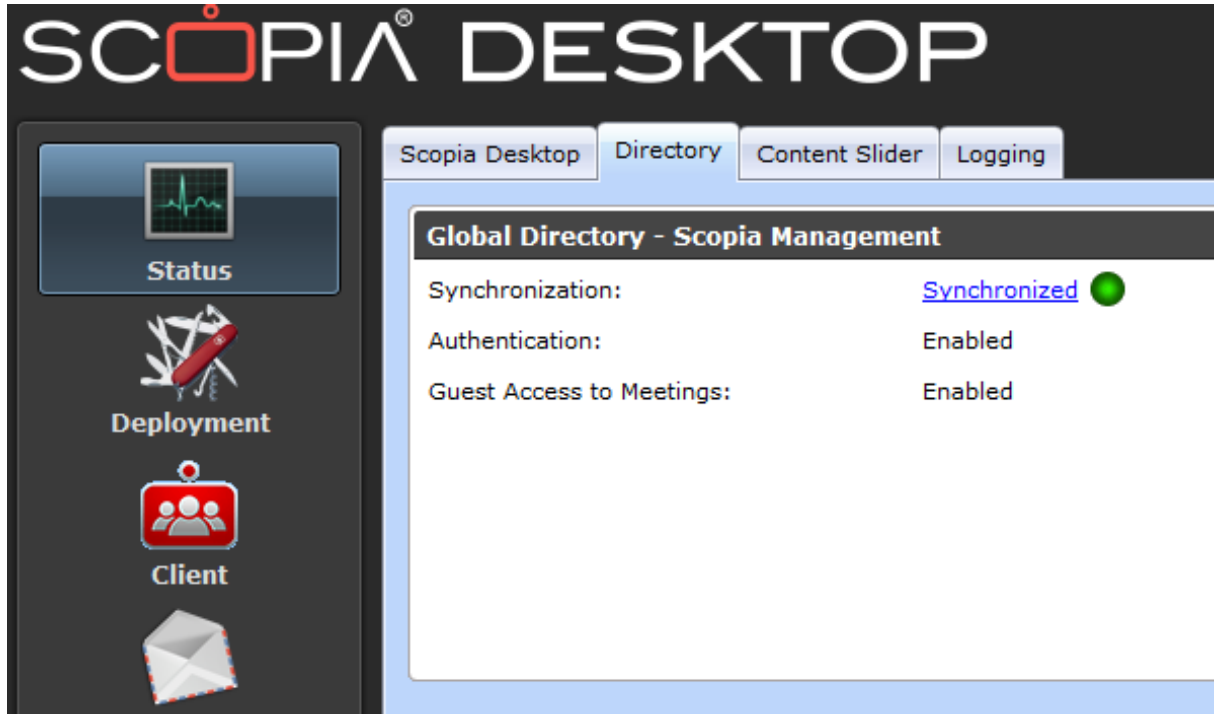 SCOPIA® DESKTOP
Status
Deployment
Client
Scopia Desktop Directory Content Slider Logging
Global Directory - Scopia Management
Synchronization: Synchronized
Authentication: Enabled
Guest Access to Meetings: Enabled